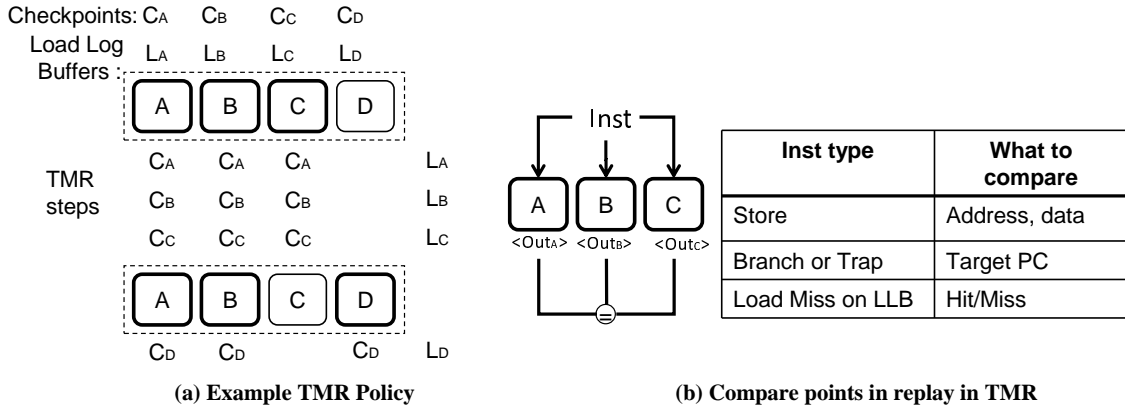 Checkpoints: CA CB CC CD
Load Log Buffers : LA LB LC LD
A B C D
TMR steps
CA CA CA LA
CB CB CB LB
CC CC CC LC
A B C D
CD CD CD LD
(a) Example TMR Policy
Inst
A B C
<OutA> <OutB> <OutC>
=
Inst type What to compare
Store Address, data
Branch or Trap Target PC
Load Miss on LLB Hit/Miss
(b) Compare points in replay in TMR